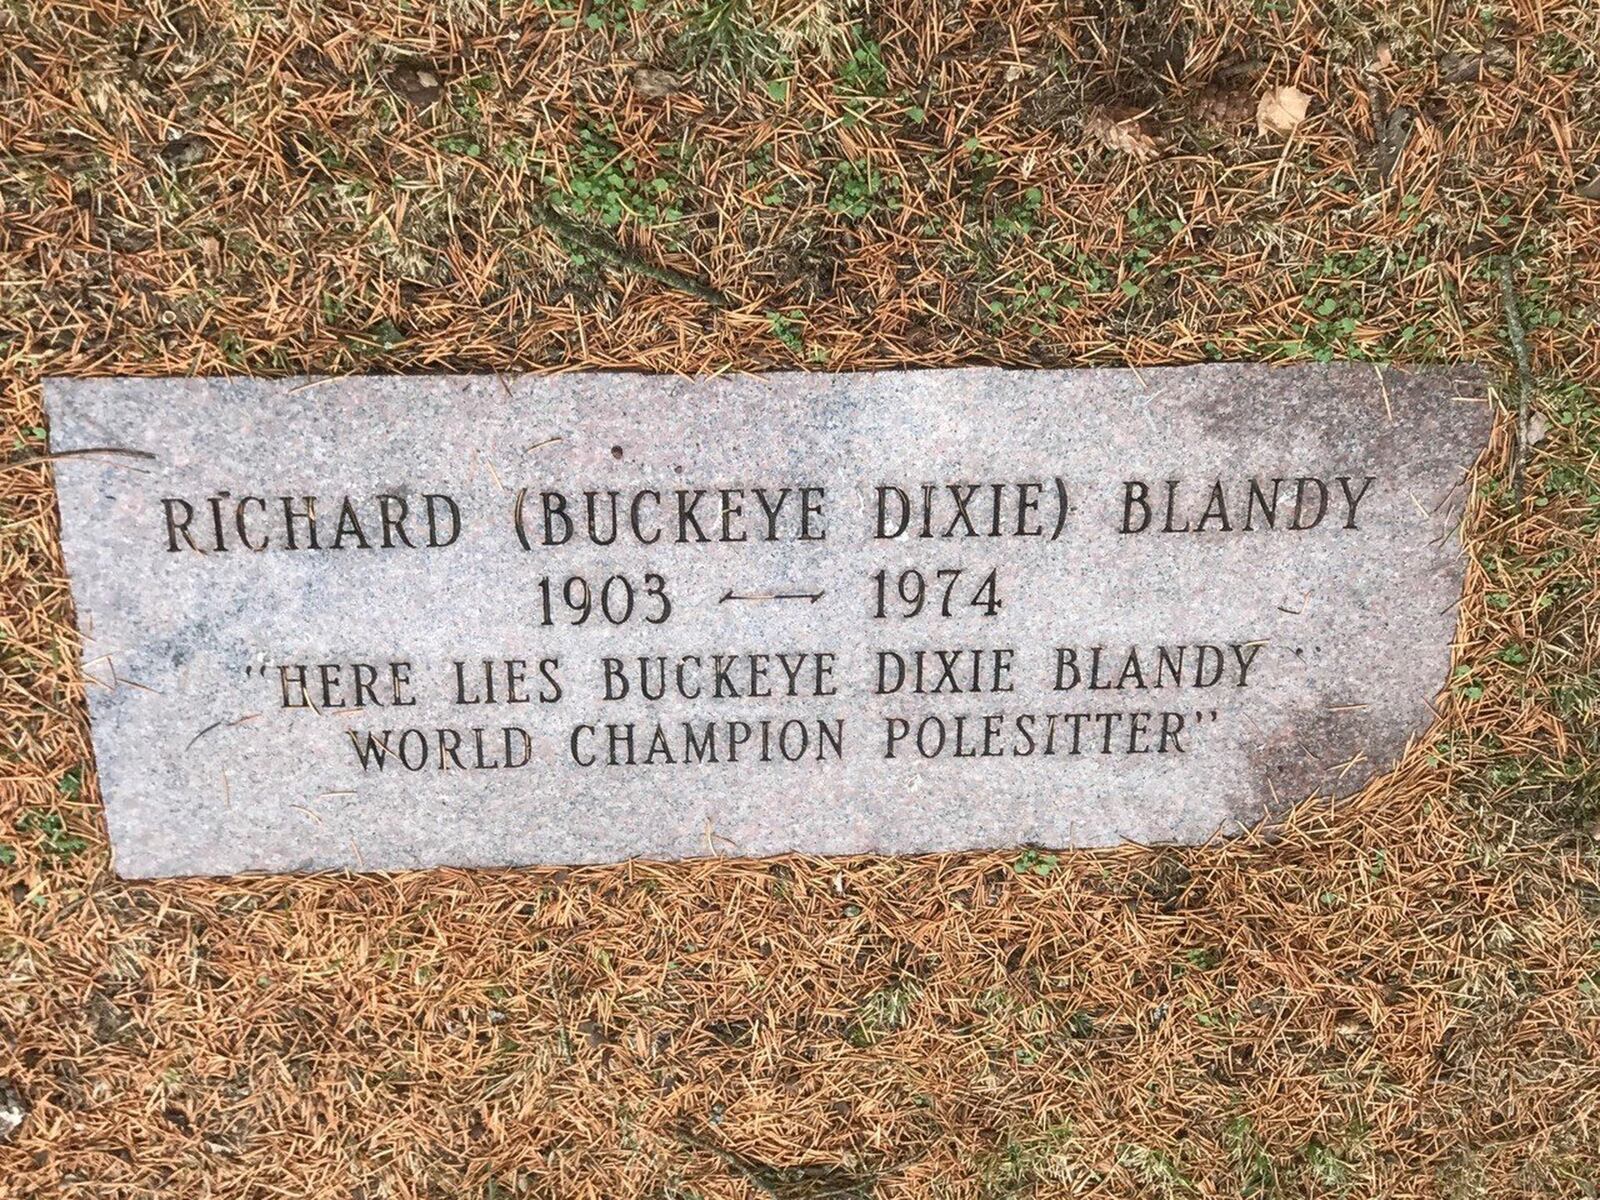 RICHARD (BUCKEYE DIXIE) BLANDY
1903 — 1974
"HERE LIES BUCKEYE DIXIE BLANDY "
WORLD CHAMPION POLESITTER"